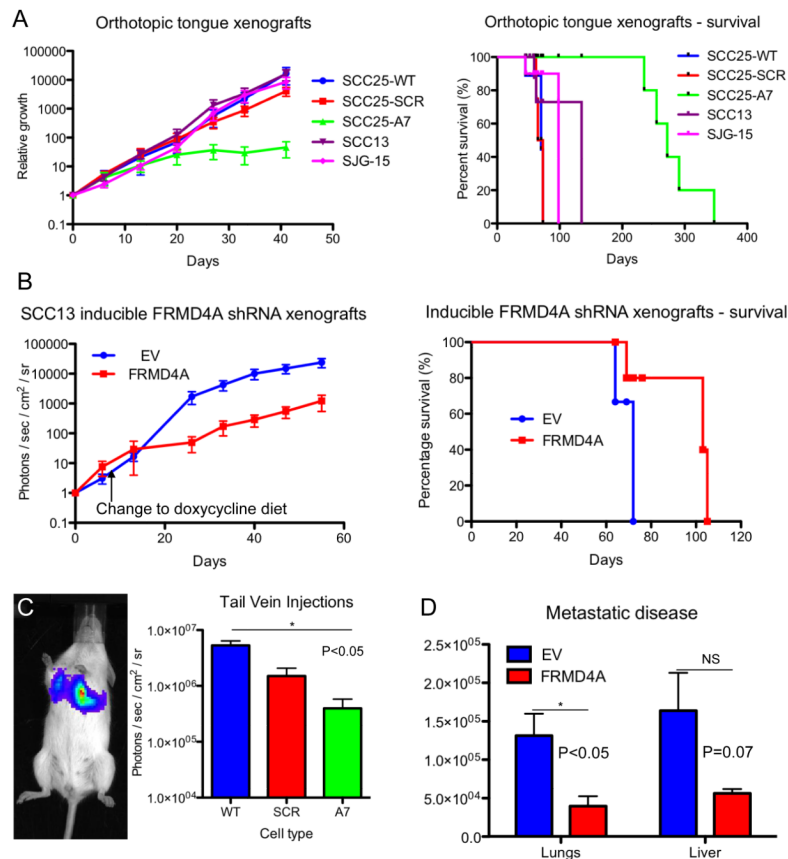 A
Orthotopic tongue xenografts
Relative growth
100000
10000
1000
100
10
1
0.1
0
10
20
30
40
50
Days
SCC25-WT
SCC25-SCR
SCC25-A7
SCC13
SJG-15
Orthotopic tongue xenografts - survival
Percent survival (%)
100
80
60
40
20
0
0
100
200
300
400
Days
SCC25-WT
SCC25-SCR
SCC25-A7
SCC13
SJG-15
B
SCC13 inducible FRMD4A shRNA xenografts
Photons / sec / cm² / sr
100000
10000
1000
100
10
1
0.1
EV
FRMD4A
Change to doxycycline diet
0
20
40
60
Days
Inducible FRMD4A shRNA xenografts - survival
Percentage survival (%)
100
80
60
40
20
0
EV
FRMD4A
0
20
40
60
80
100
120
Days
C
Tail Vein Injections
Photons / sec / cm² / sr
1.0×10⁰⁷
1.0×10⁰⁶
1.0×10⁰⁵
1.0×10⁰⁴
*
P<0.05
WT
SCR
A7
Cell type
D
Metastatic disease
2.5×10⁰⁵
2.0×10⁰⁵
1.5×10⁰⁵
1.0×10⁰⁵
5.0×10⁰⁴
0.0
EV
FRMD4A
*
P<0.05
NS
P=0.07
Lungs
Liver